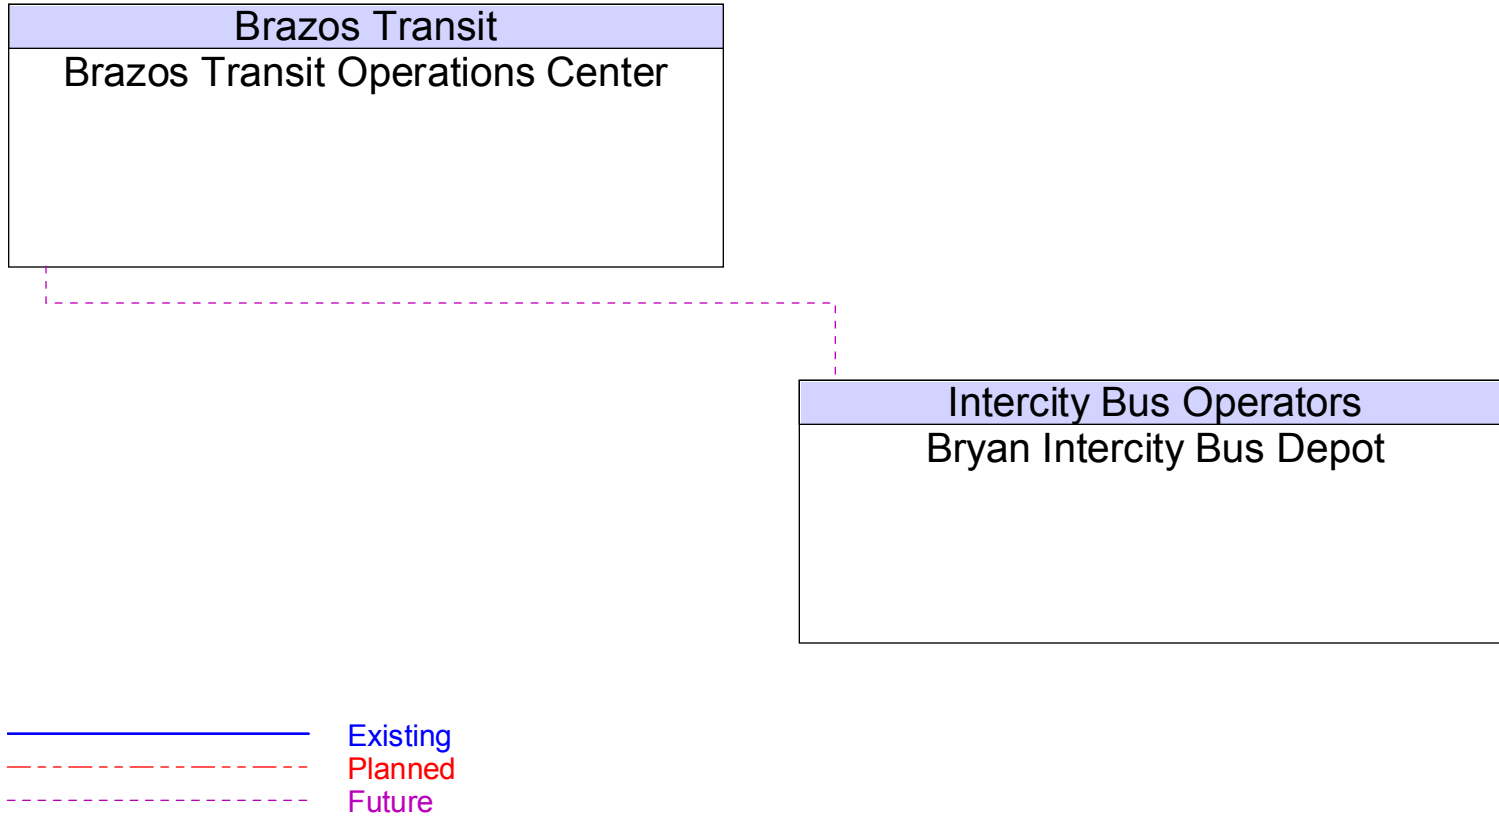 Brazos Transit
Brazos Transit Operations Center
Intercity Bus Operators
Bryan Intercity Bus Depot
Existing
Planned
Future